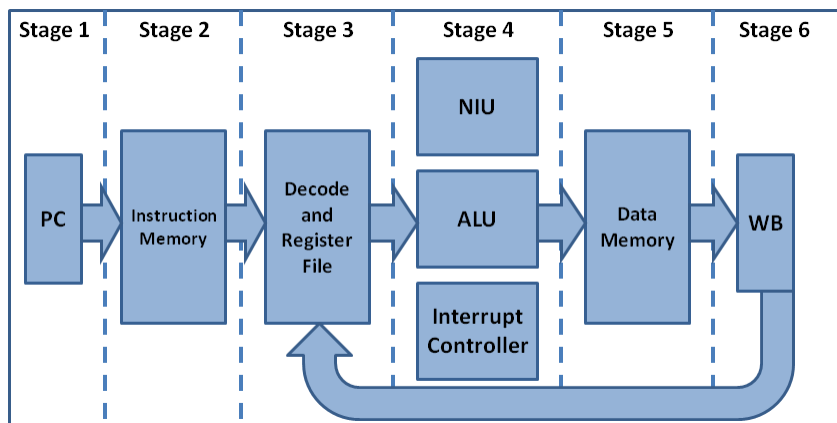 Stage 1
Stage 2
Stage 3
Stage 4
Stage 5
Stage 6
PC
Instruction
Memory
Decode
and
Register
File
NIU
ALU
Interrupt
Controller
Data
Memory
WB